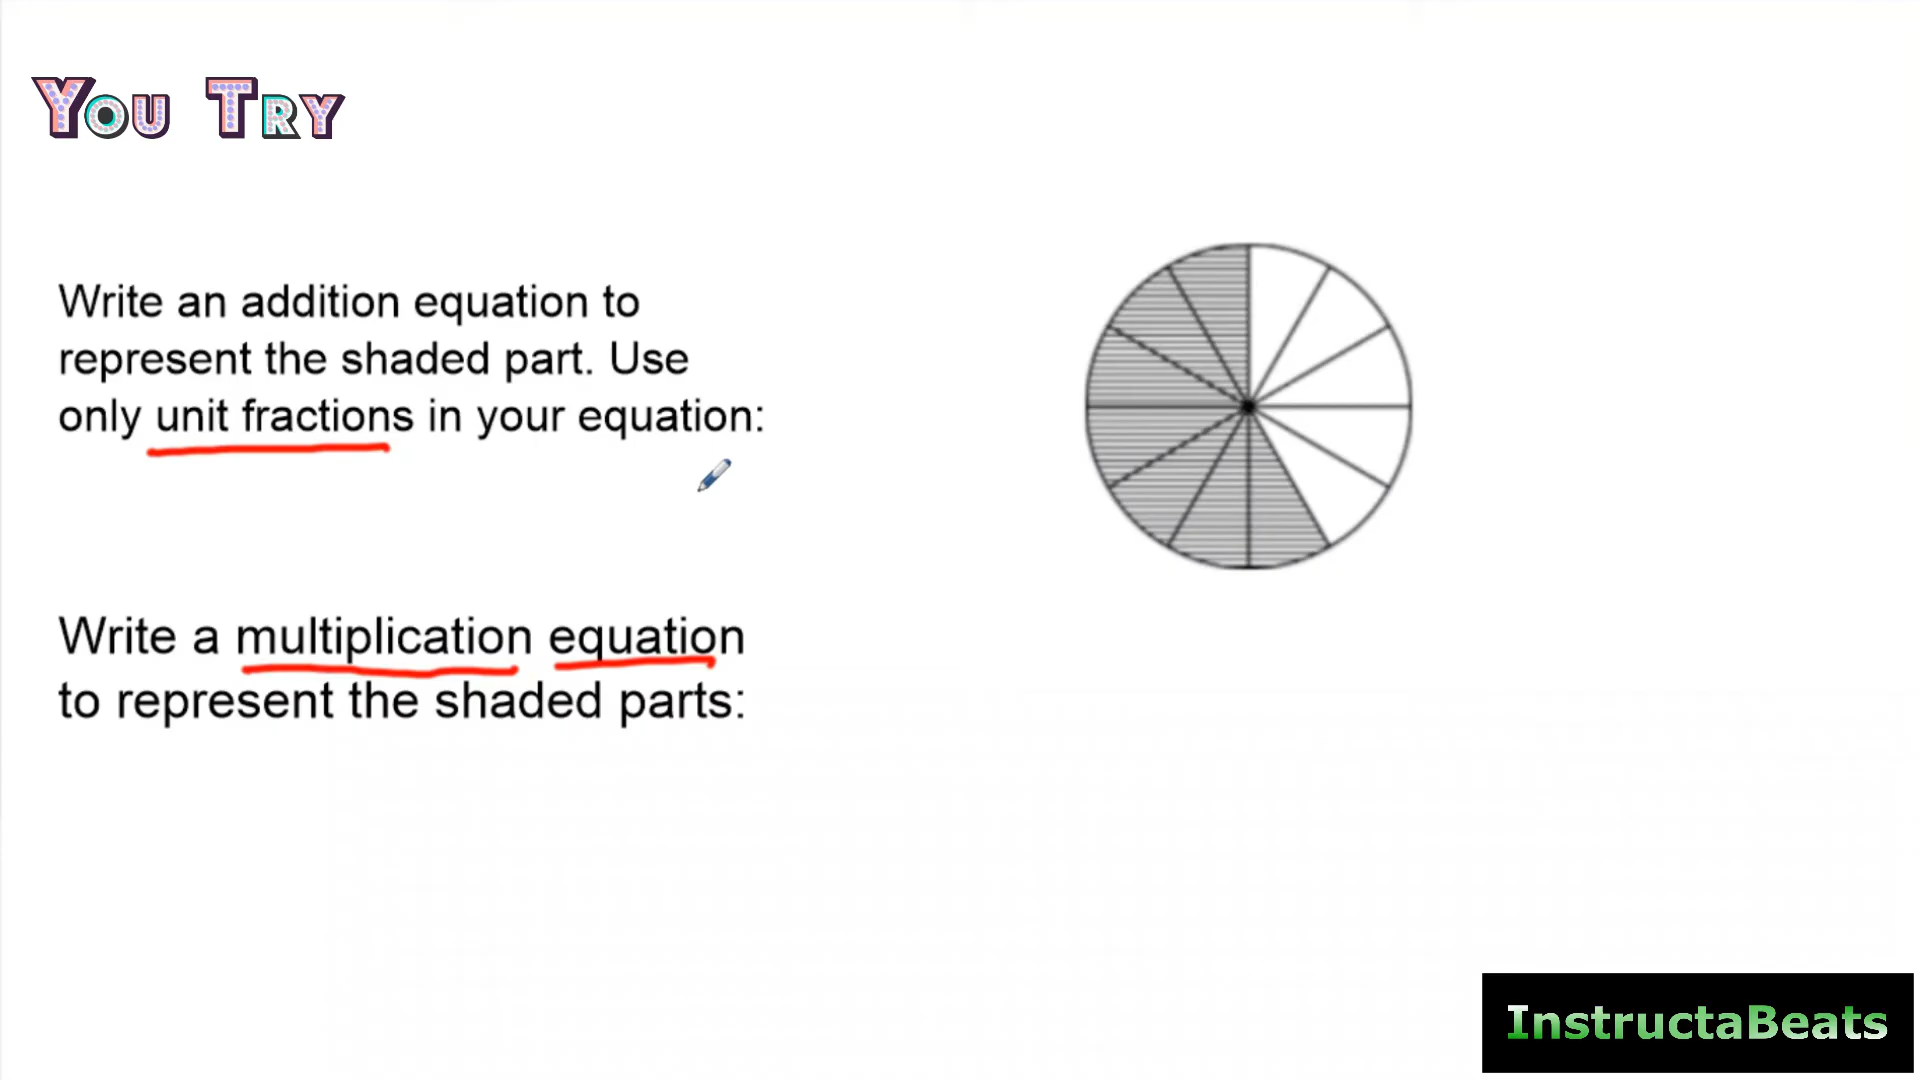 YOU TRY
Write an addition equation to
represent the shaded part. Use
only unit fractions in your equation:
Write a multiplication equation
to represent the shaded parts:
InstructaBeats